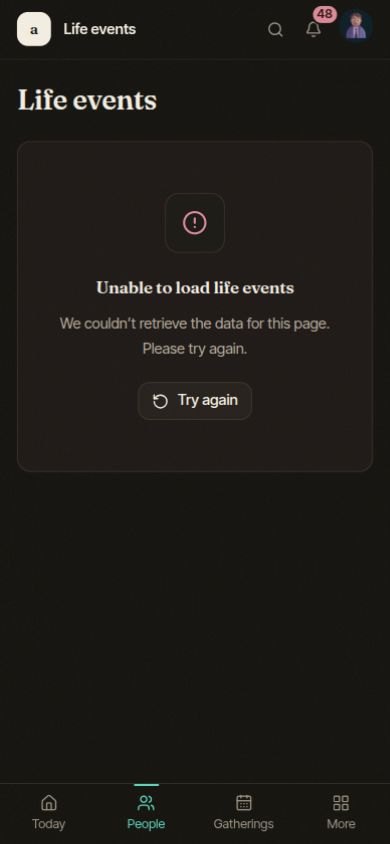 a Life events 48
Life events
Unable to load life events
We couldn't retrieve the data for this page.
Please try again.
Try again
Today People Gatherings More